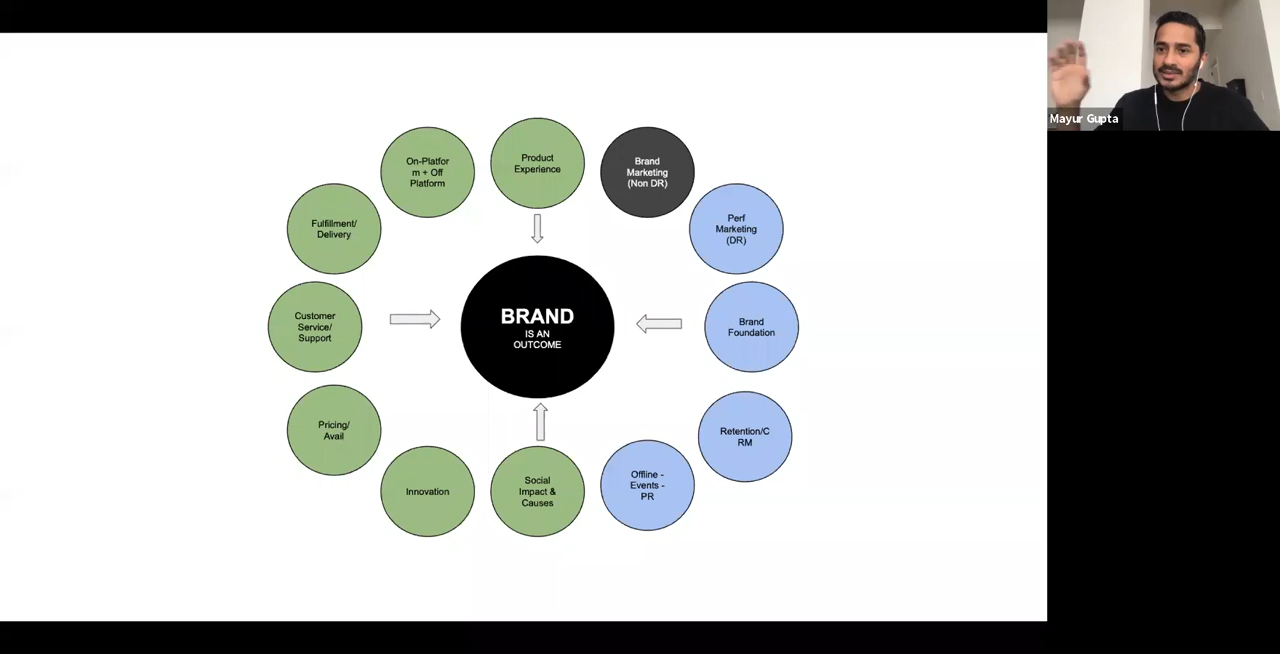 Mayur Gupta
Product
Experience
Brand
Marketing
(Non DR)
Perf
Marketing
(DR)
Brand
Foundation
Retention/C
RM
Offline -
Events -
PR
Social
Impact &
Causes
Innovation
Pricing/
Avail
Customer
Service/
Support
Fulfillment/
Delivery
On-Platfor
m + Off
Platform
BRAND
IS AN
OUTCOME